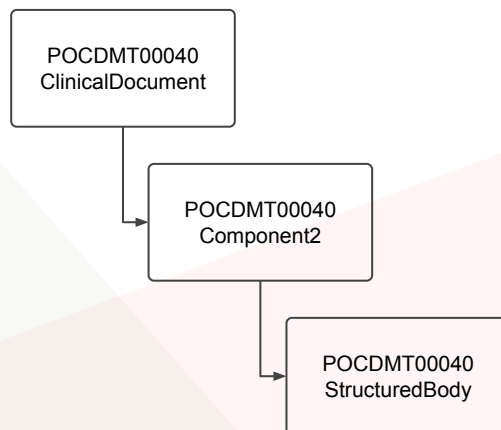 POCDMT00040
ClinicalDocument
POCDMT00040
Component2
POCDMT00040
StructuredBody